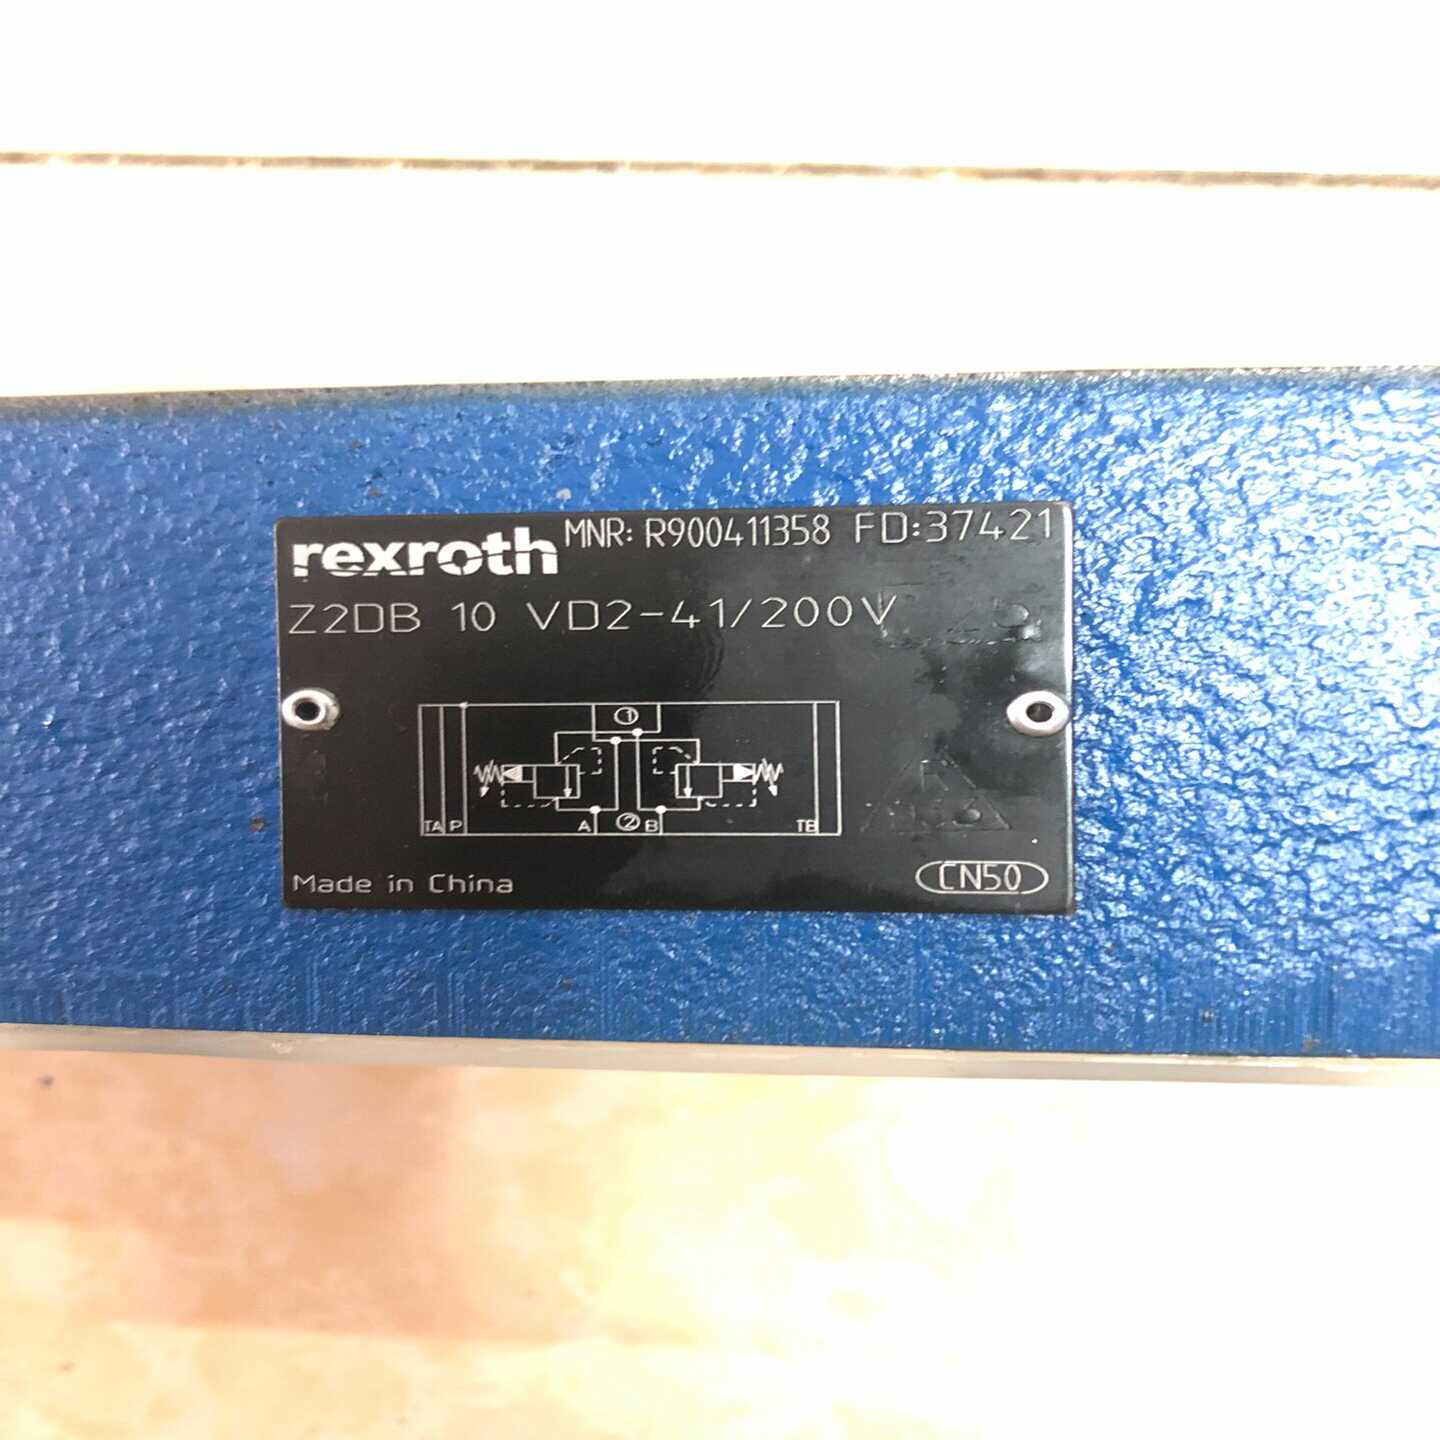 rexroth MNR: R900411358 FD:37421
Z2DB 10 VD2-41/200V
①
TA P A ② B TB
Made in China CN50